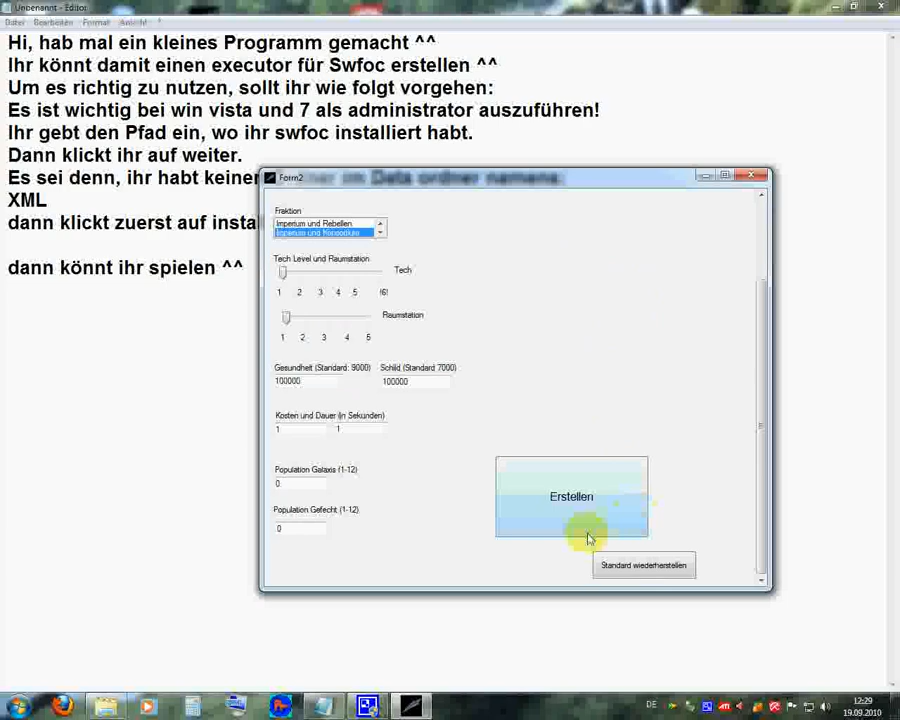 Unbenannt - Editor
Datei Bearbeiten Format Ansicht ?
Hi, hab mal ein kleines Programm gemacht ^^
Ihr könnt damit einen executor für Swfoc erstellen ^^
Um es richtig zu nutzen, sollt ihr wie folgt vorgehen:
Es ist wichtig bei win vista und 7 als administrator auszuführen!
Ihr gebt den Pfad ein, wo ihr swfoc installiert habt.
Dann klickt ihr auf weiter.
Es sei denn, ihr habt keinen Ordner im Data ordner namens:
XML
dann klickt zuerst auf instal
dann könnt ihr spielen ^^
Form2
Fraktion
Imperium und Rebellen
Imperium und Konsortium
Tech Level und Raumstation
Tech
1 2 3 4 5 !6!
Raumstation
1 2 3 4 5
Gesundheit (Standard: 9000) Schild (Standard 7000)
100000 100000
Kosten und Dauer (in Sekunden)
1 1
Population Galaxis (1-12)
0
Population Gefecht (1-12)
0
Erstellen
Standard wiederherstellen
DE
12:29
19.09.2010